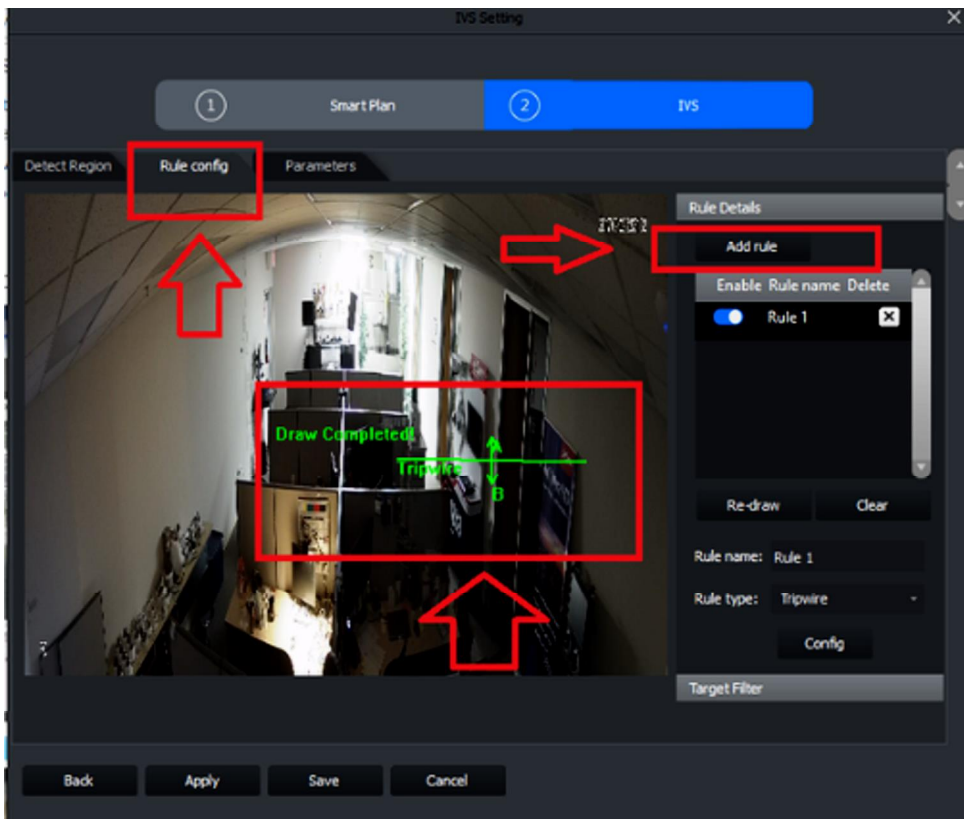 IVS Setting
1 Smart Plan 2 IVS
Detect Region Rule config Parameters
Rule Details
Add rule
Enable Rule name Delete
Rule 1
Draw Completed!
Tripwire
A
B
Re-draw Clear
Rule name: Rule 1
Rule type: Tripwire
Config
Target Filter
Back Apply Save Cancel